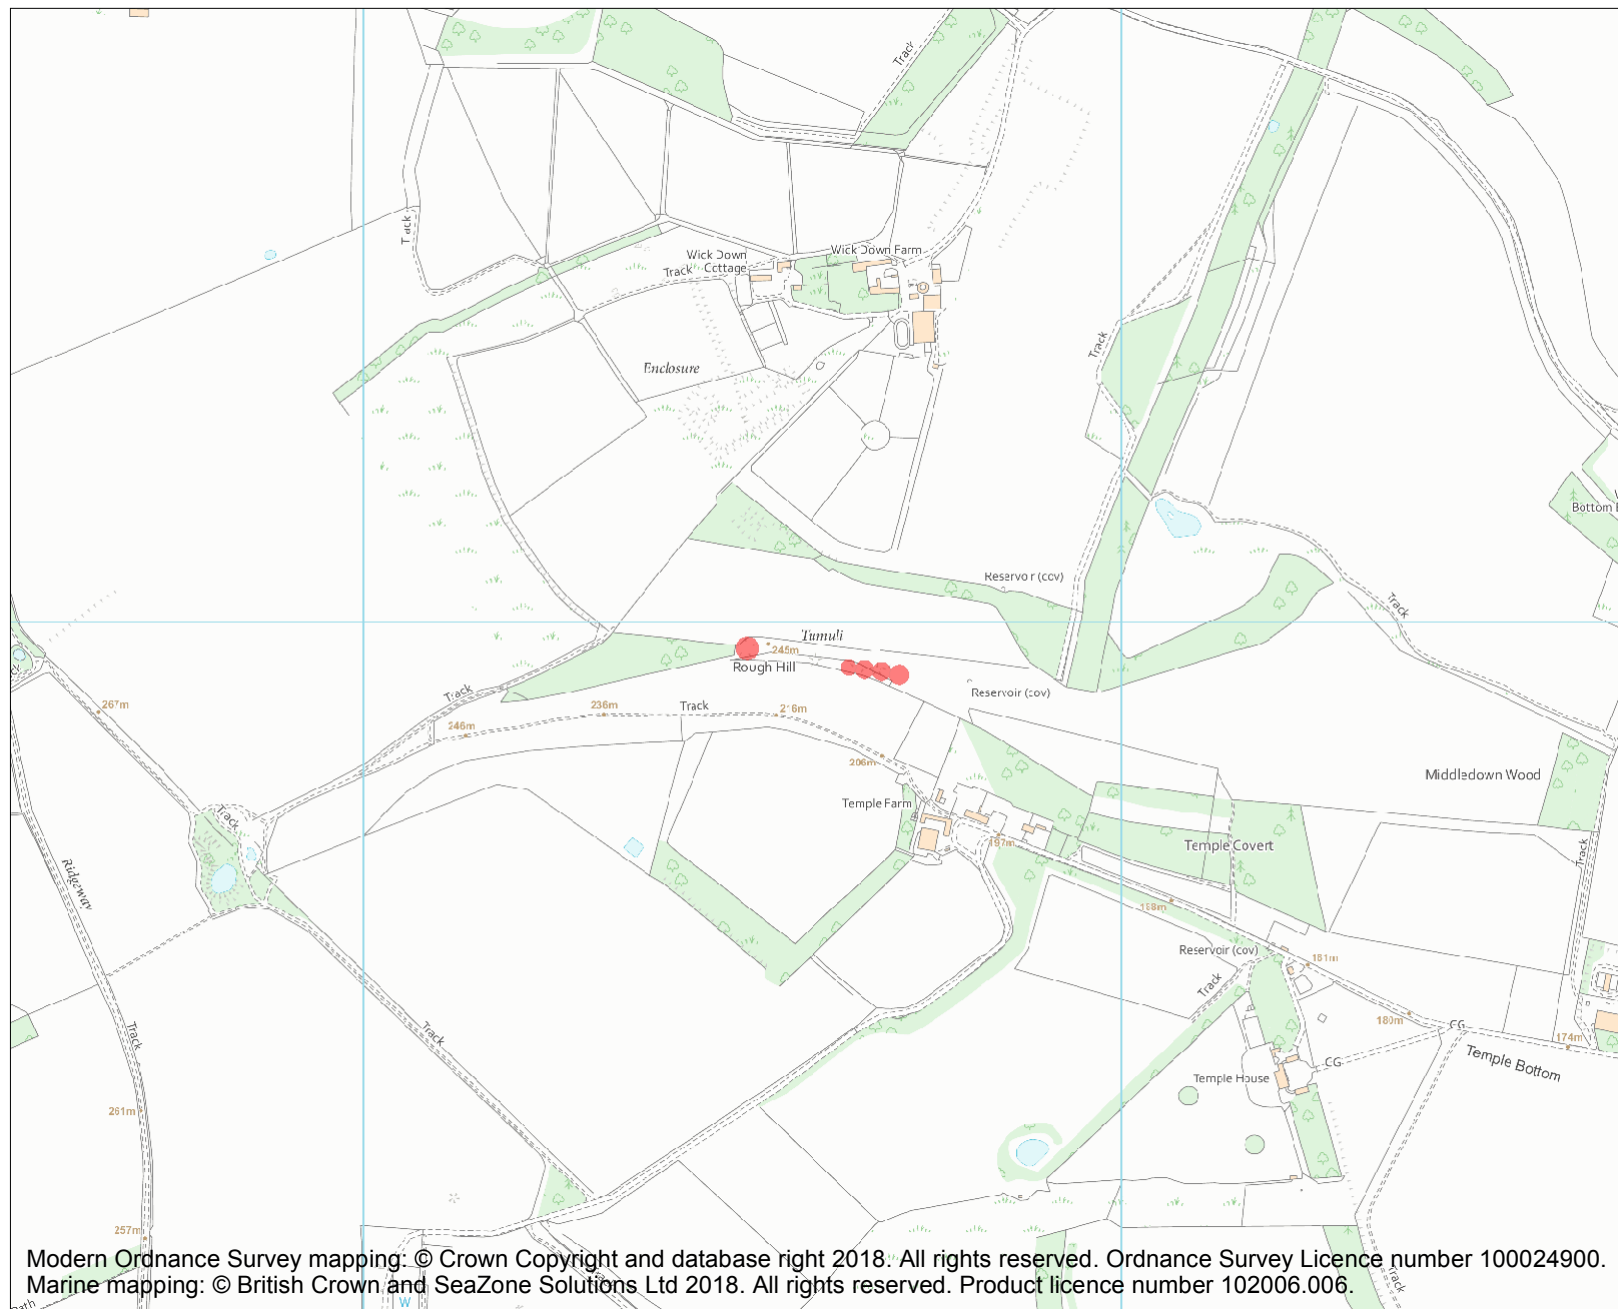 Track
Track
Wick Down
Cottage
Wick Down Farm
Track
Track
Enclosure
Bottom
Reservoir (cov)
Track
Tumuli
245m
Rough Hill
Reservoir (cov)
Track
267m
246m
236m
Track
216m
206m
Middledown Wood
Temple Farm
Track
197m
Temple Covert
Track
Ridgeway
188m
Reservoir (cov)
181m
Track
Track
Track
180m
CG
174m
CG
Temple Bottom
Temple House
261m
257m
Modern Ordnance Survey mapping: © Crown Copyright and database right 2018. All rights reserved. Ordnance Survey Licence number 100024900.
Marine mapping: © British Crown and SeaZone Solutions Ltd 2018. All rights reserved. Product licence number 102006.006.
Track
Track
W